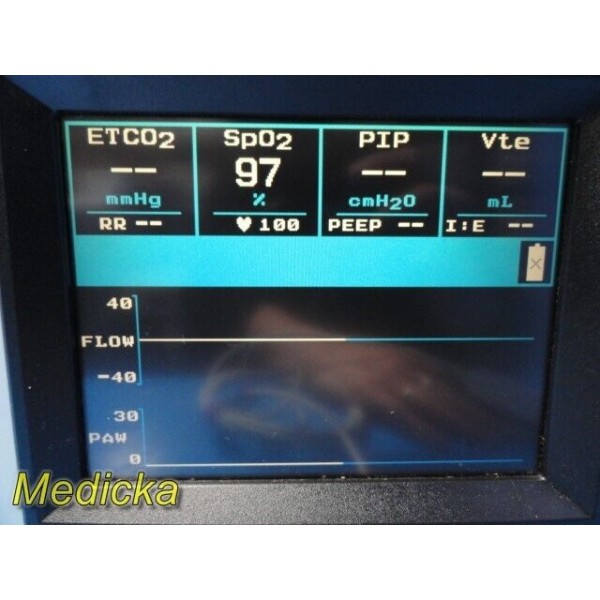 ETCO2 SpO2 PIP Vte
-- 97 -- --
mmHg % cmH2O mL
RR -- ♥ 100 PEEP -- I:E --
40
FLOW
-40
30
PAW
0
Medicka